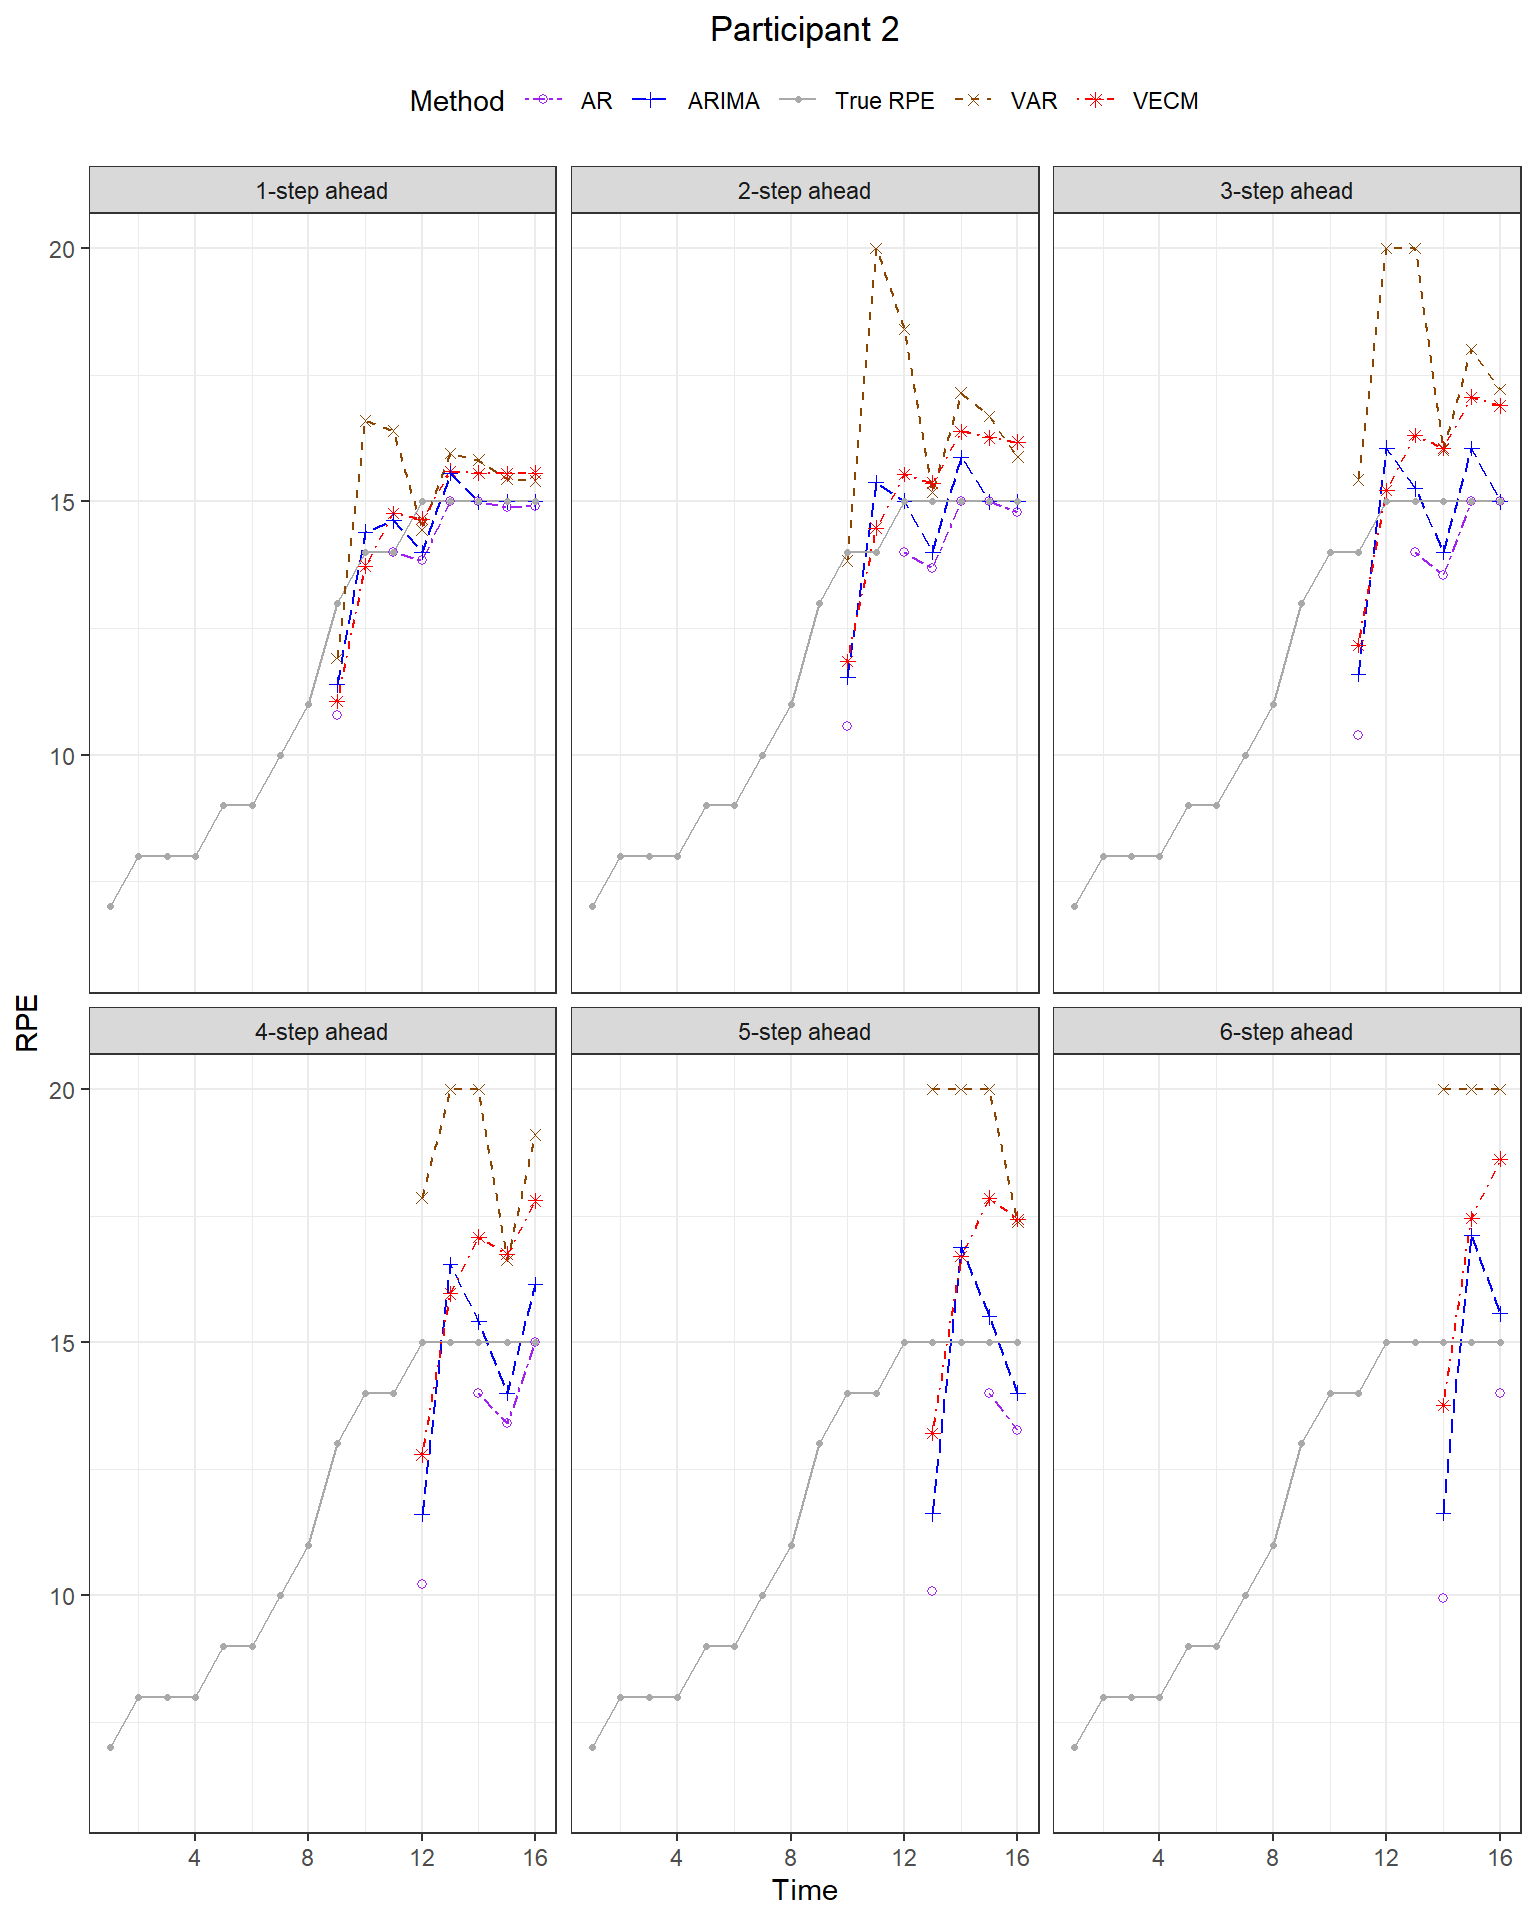 Participant 2
Method AR ARIMA True RPE VAR VECM
1-step ahead 2-step ahead 3-step ahead
20
15
10
RPE
4-step ahead 5-step ahead 6-step ahead
20
15
10
4 8 12 16 4 8 12 16 4 8 12 16
Time